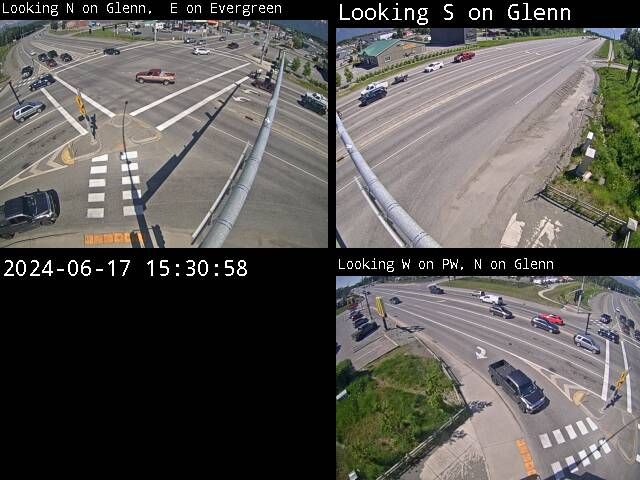 Looking N on Glenn,  E on Evergreen
Looking S on Glenn
2024-06-17 15:30:58
Looking W on PW, N on Glenn